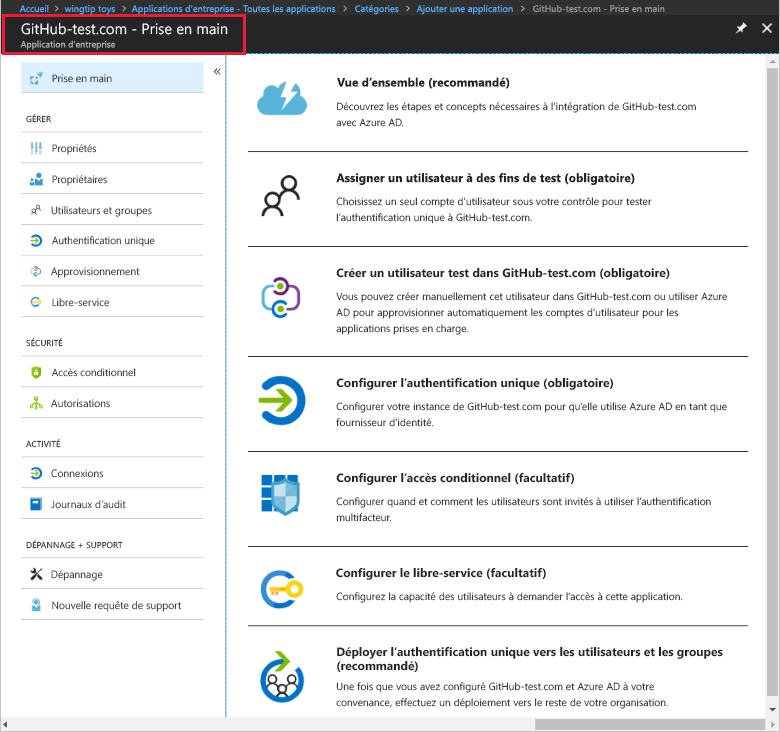 Accueil > wingtip toys > Applications d'entreprise - Toutes les applications > Catégories > Ajouter une application > GitHub-test.com - Prise en main
GitHub-test.com - Prise en main
Application d'entreprise
Prise en main
«
GÉRER
Propriétés
Propriétaires
Utilisateurs et groupes
Authentification unique
Approvisionnement
Libre-service
SÉCURITÉ
Accès conditionnel
Autorisations
ACTIVITÉ
Connexions
Journaux d'audit
DÉPANNAGE + SUPPORT
Dépannage
Nouvelle requête de support
Vue d'ensemble (recommandé)
Découvrez les étapes et concepts nécessaires à l'intégration de GitHub-test.com
avec Azure AD.
Assigner un utilisateur à des fins de test (obligatoire)
Choisissez un seul compte d'utilisateur sous votre contrôle pour tester
l'authentification unique à GitHub-test.com.
Créer un utilisateur test dans GitHub-test.com (obligatoire)
Vous pouvez créer manuellement cet utilisateur dans GitHub-test.com ou utiliser Azure
AD pour approvisionner automatiquement les comptes d'utilisateur pour les
applications prises en charge.
Configurer l'authentification unique (obligatoire)
Configurer votre instance de GitHub-test.com pour qu'elle utilise Azure AD en tant que
fournisseur d'identité.
Configurer l'accès conditionnel (facultatif)
Configurer quand et comment les utilisateurs sont invités à utiliser l'authentification
multifacteur.
Configurer le libre-service (facultatif)
Configurez la capacité des utilisateurs à demander l'accès à cette application.
Déployer l'authentification unique vers les utilisateurs et les groupes
(recommandé)
Une fois que vous avez configuré GitHub-test.com et Azure AD à votre
convenance, effectuez un déploiement vers le reste de votre organisation.